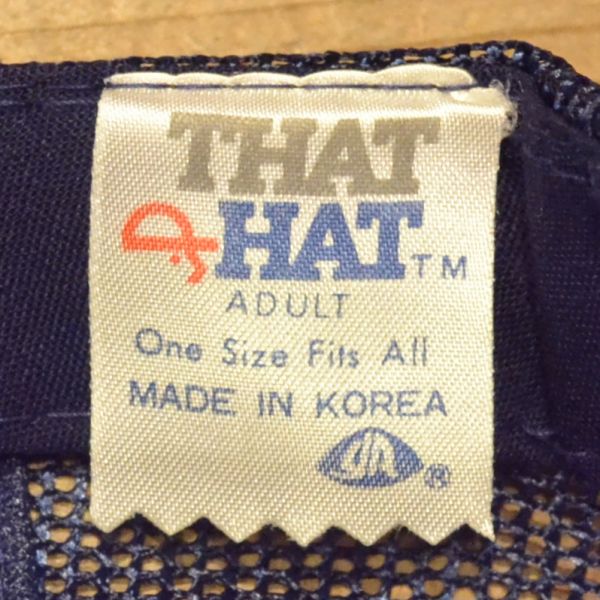 THAT
HAT TM
ADULT
One Size Fits All
MADE IN KOREA
®